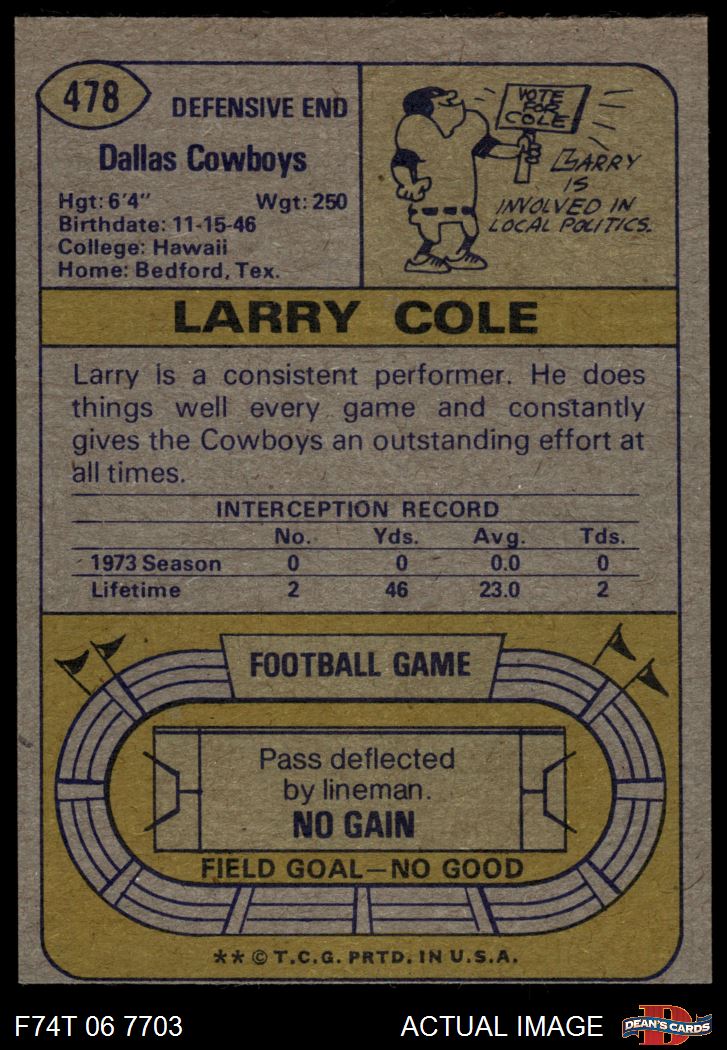 478
DEFENSIVE END
Dallas Cowboys
Hgt: 6'4" Wgt: 250
Birthdate: 11-15-46
College: Hawaii
Home: Bedford, Tex.
VOTE
FOR
COLE!
LARRY
IS
INVOLVED IN
LOCAL POLITICS.
LARRY COLE
Larry is a consistent performer. He does
things well every game and constantly
gives the Cowboys an outstanding effort at
all times.
INTERCEPTION RECORD
No. Yds. Avg. Tds.
1973 Season 0 0 0.0 0
Lifetime 2 46 23.0 2
FOOTBALL GAME
Pass deflected
by lineman.
NO GAIN
FIELD GOAL—NO GOOD
** © T.C.G. PRTD. IN U.S.A.
F74T 06 7703 ACTUAL IMAGE
D
DEAN'S CARDS